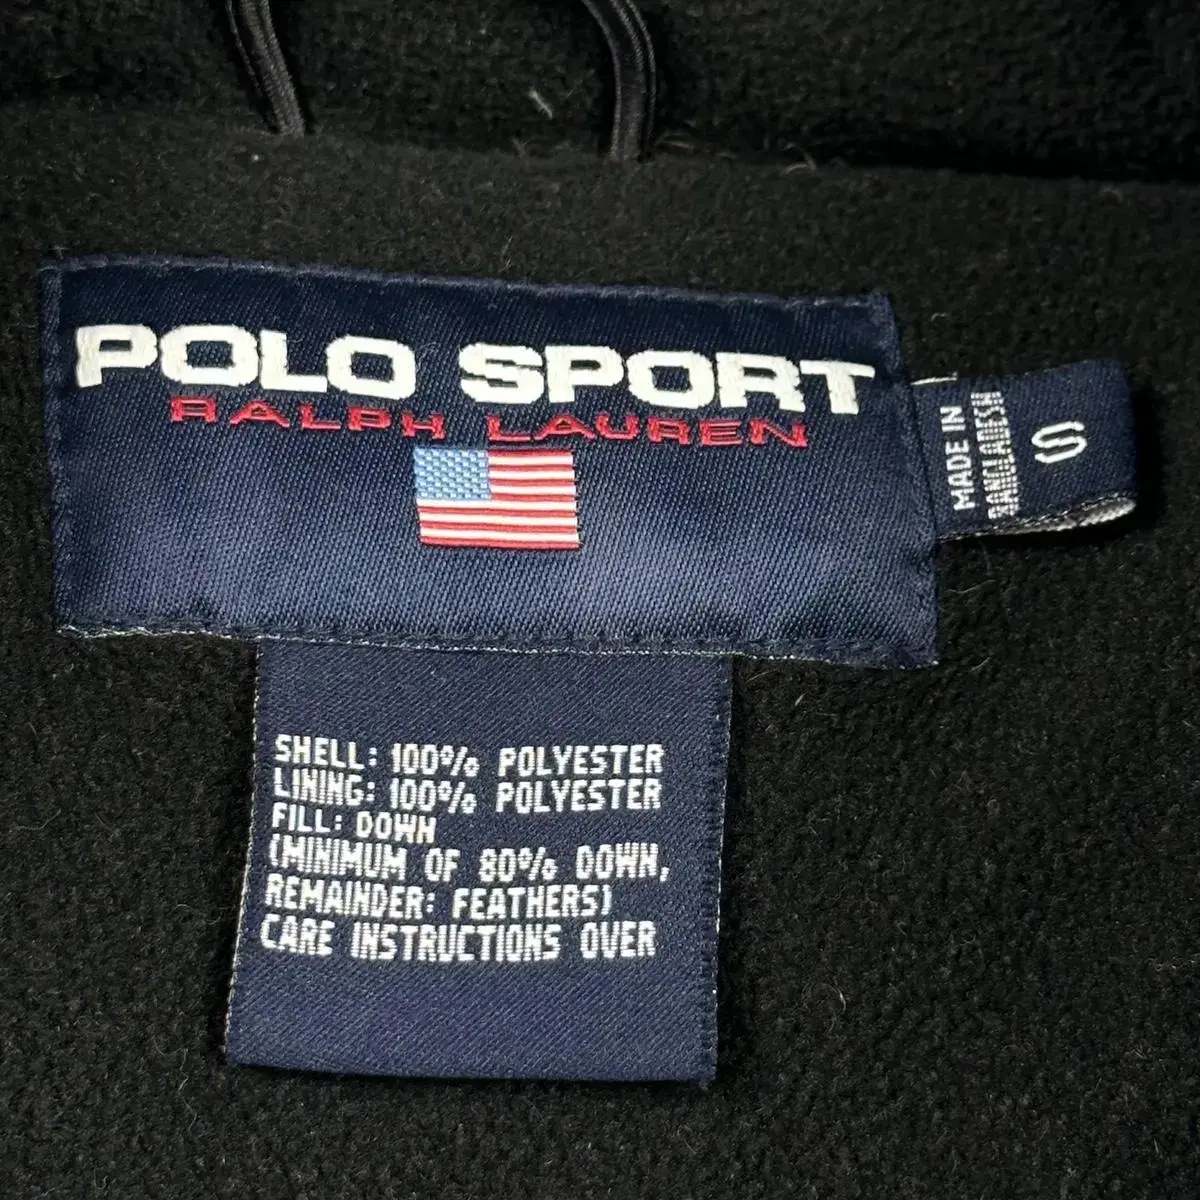 POLO SPORT
RALPH LAUREN
MADE IN
BANGLADESH
S
SHELL: 100% POLYESTER
LINING: 100% POLYESTER
FILL: DOWN
(MINIMUM OF 80% DOWN,
REMAINDER: FEATHERS)
CARE INSTRUCTIONS OVER